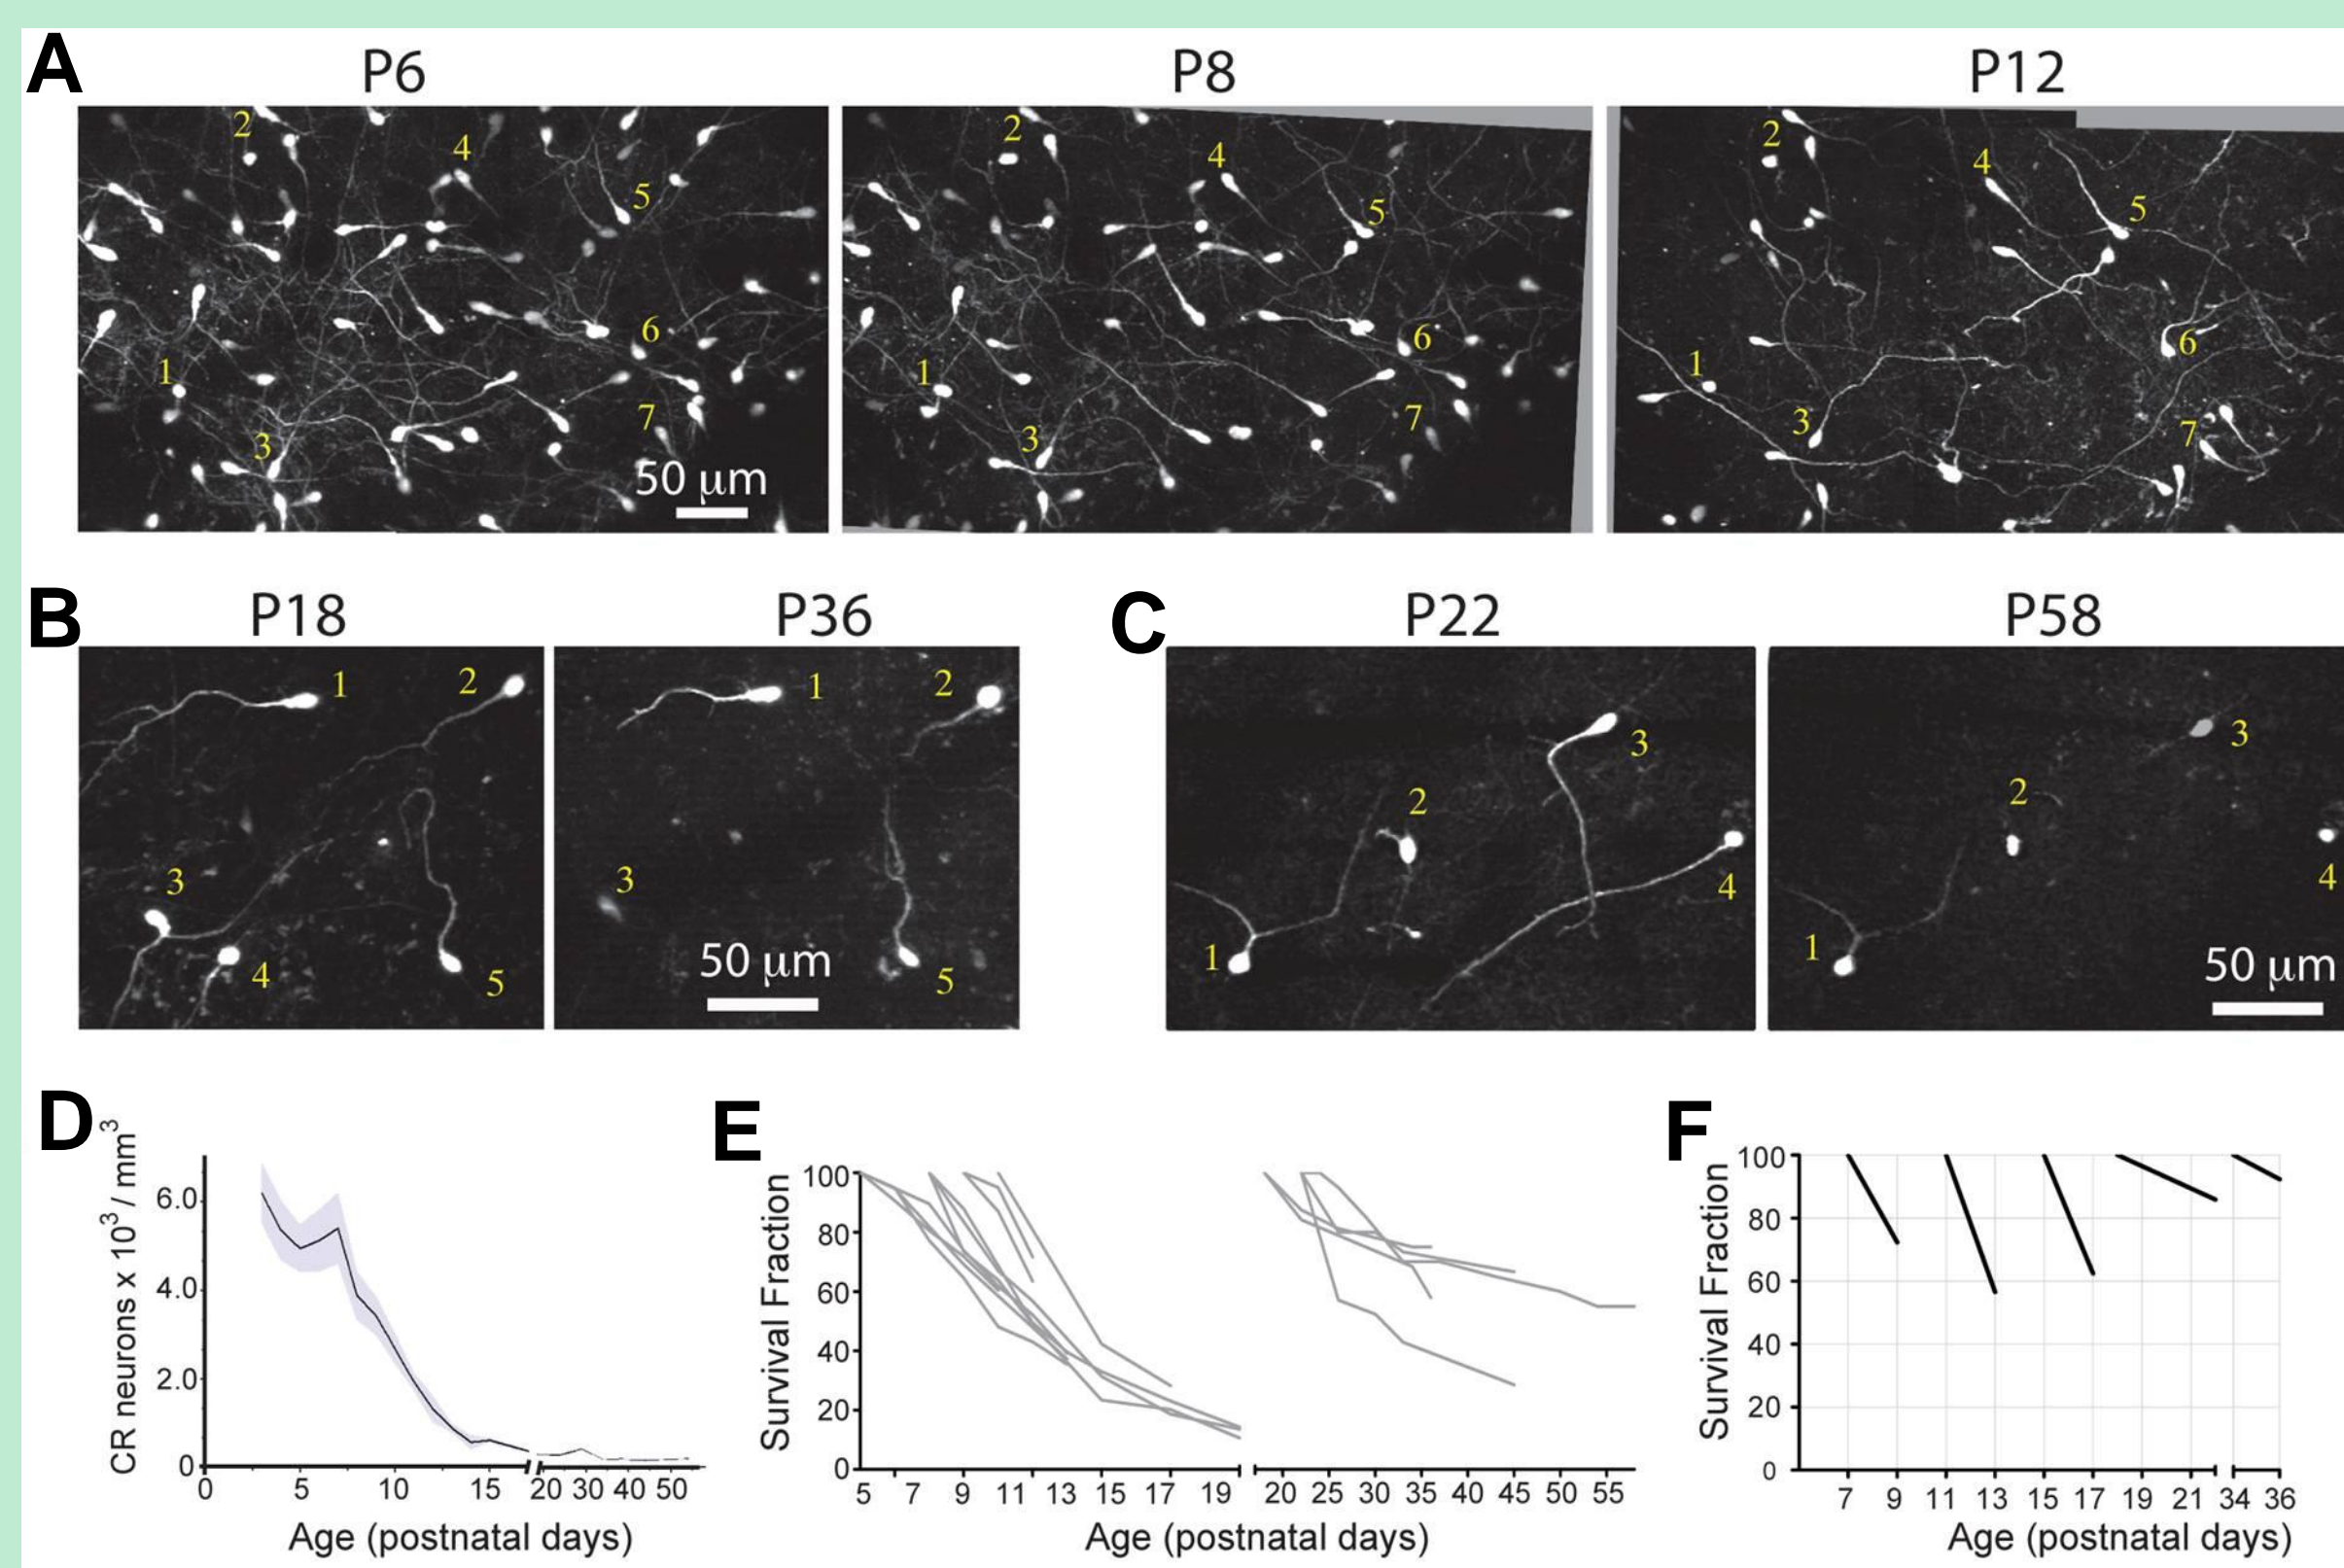 A
P6
P8
P12
2
4
5
6
1
7
3
50 μm
2
4
5
6
1
7
3
2
4
5
6
1
3
7
B
P18
P36
C
P22
P58
1
2
3
4
5
1
2
3
50 μm
5
3
2
4
1
3
2
4
1
50 μm
D
CR neurons x 10³ / mm³
6.0
4.0
2.0
0
0 5 10 15 20 30 40 50
Age (postnatal days)
E
Survival Fraction
100
80
60
40
20
0
5 7 9 11 13 15 17 19 20 25 30 35 40 45 50 55
Age (postnatal days)
F
Survival Fraction
100
80
60
40
20
0
7 9 11 13 15 17 19 21 34 36
Age (postnatal days)